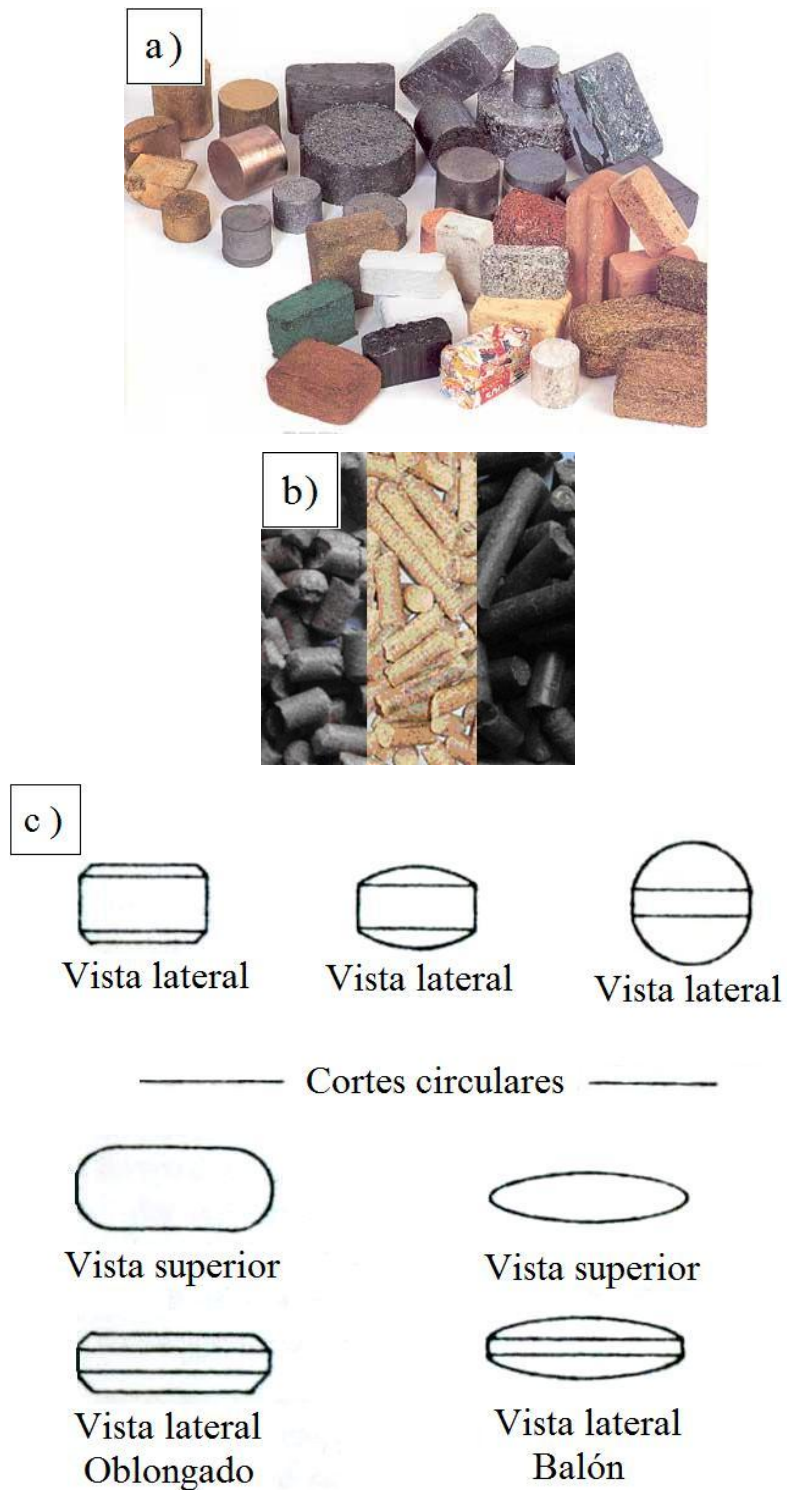 a )
b )
c )
Vista lateral
Vista lateral
Vista lateral
Cortes circulares
Vista superior
Vista superior
Vista lateral
Oblongado
Vista lateral
Balón